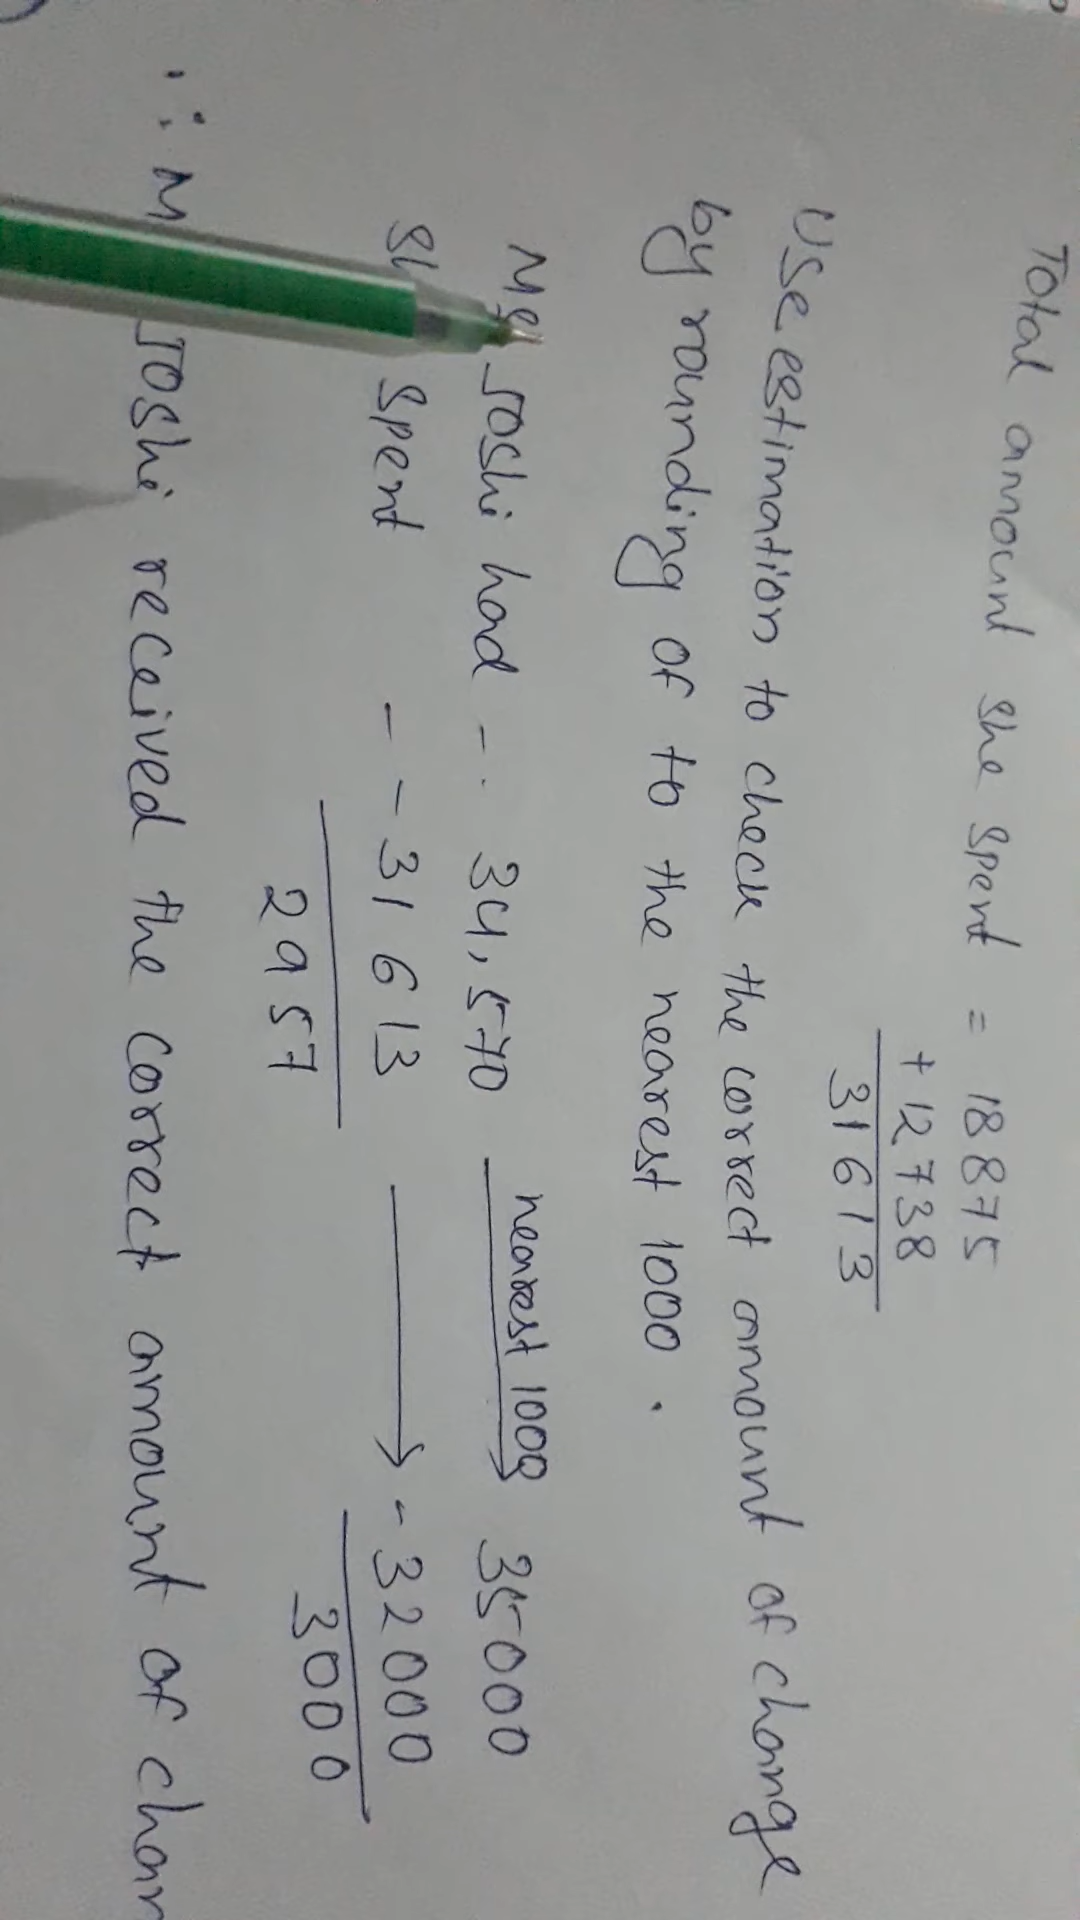 Total amount she spent = 18875
+ 12738
31613
Use estimation to check the correct amount of change
by rounding of to the nearest 1000.
Ms Joshi had - . 34,570 nearest 1000 35000
spent - - 31613 - 32000
2957 3000
∴ M Joshi received the correct amount of chan